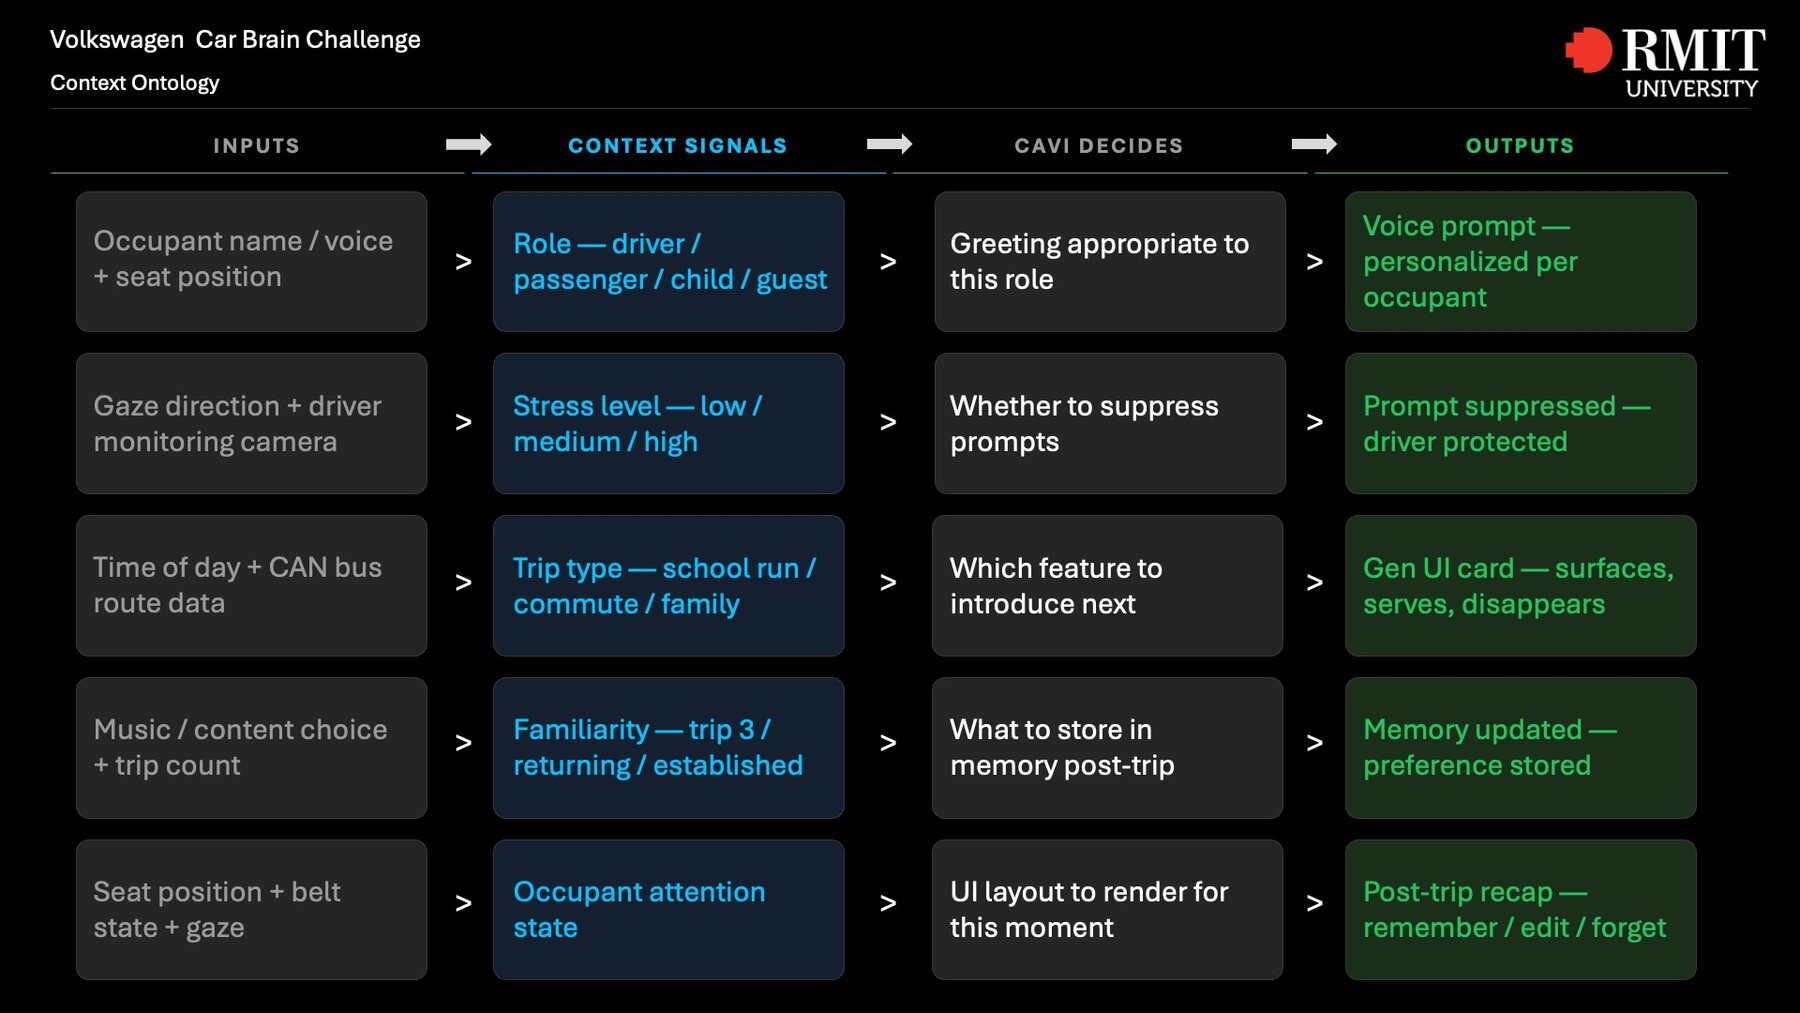 Volkswagen Car Brain Challenge
Context Ontology
RMIT
UNIVERSITY
INPUTS
CONTEXT SIGNALS
CAVI DECIDES
OUTPUTS
Occupant name / voice
+ seat position
>
Role — driver /
passenger / child / guest
>
Greeting appropriate to
this role
>
Voice prompt —
personalized per
occupant
Gaze direction + driver
monitoring camera
>
Stress level — low /
medium / high
>
Whether to suppress
prompts
>
Prompt suppressed —
driver protected
Time of day + CAN bus
route data
>
Trip type — school run /
commute / family
>
Which feature to
introduce next
>
Gen UI card — surfaces,
serves, disappears
Music / content choice
+ trip count
>
Familiarity — trip 3 /
returning / established
>
What to store in
memory post-trip
>
Memory updated —
preference stored
Seat position + belt
state + gaze
>
Occupant attention
state
>
UI layout to render for
this moment
>
Post-trip recap —
remember / edit / forget